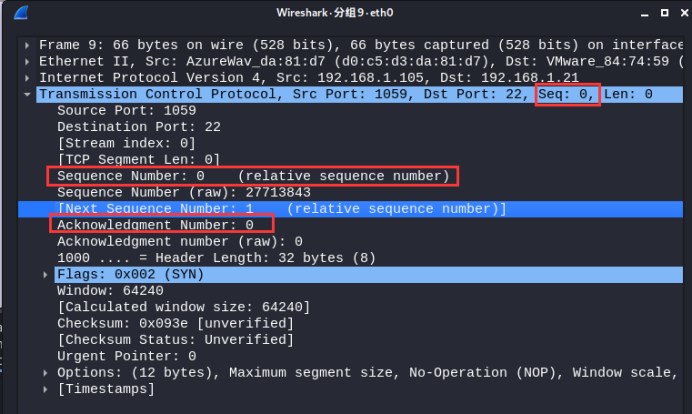 Wireshark·分组9·eth0
Frame 9: 66 bytes on wire (528 bits), 66 bytes captured (528 bits) on interface
Ethernet II, Src: AzureWav_da:81:d7 (d0:c5:d3:da:81:d7), Dst: VMware_84:74:59 (
Internet Protocol Version 4, Src: 192.168.1.105, Dst: 192.168.1.21
Transmission Control Protocol, Src Port: 1059, Dst Port: 22, Seq: 0, Len: 0
Source Port: 1059
Destination Port: 22
[Stream index: 0]
[TCP Segment Len: 0]
Sequence Number: 0    (relative sequence number)
Sequence Number (raw): 27713843
[Next Sequence Number: 1    (relative sequence number)]
Acknowledgment Number: 0
Acknowledgment number (raw): 0
1000 .... = Header Length: 32 bytes (8)
Flags: 0x002 (SYN)
Window: 64240
[Calculated window size: 64240]
Checksum: 0x093e [unverified]
[Checksum Status: Unverified]
Urgent Pointer: 0
Options: (12 bytes), Maximum segment size, No-Operation (NOP), Window scale,
[Timestamps]